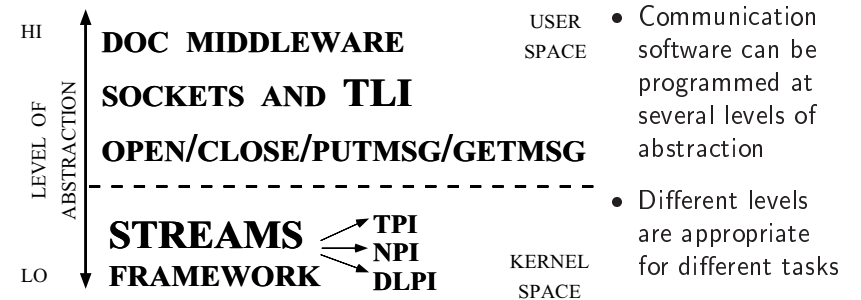 HI
LEVEL OF
ABSTRACTION
LO
DOC MIDDLEWARE
SOCKETS AND TLI
OPEN/CLOSE/PUTMSG/GETMSG
STREAMS
FRAMEWORK
TPI
NPI
DLPI
USER
SPACE
KERNEL
SPACE
• Communication
software can be
programmed at
several levels of
abstraction
• Different levels
are appropriate
for different tasks